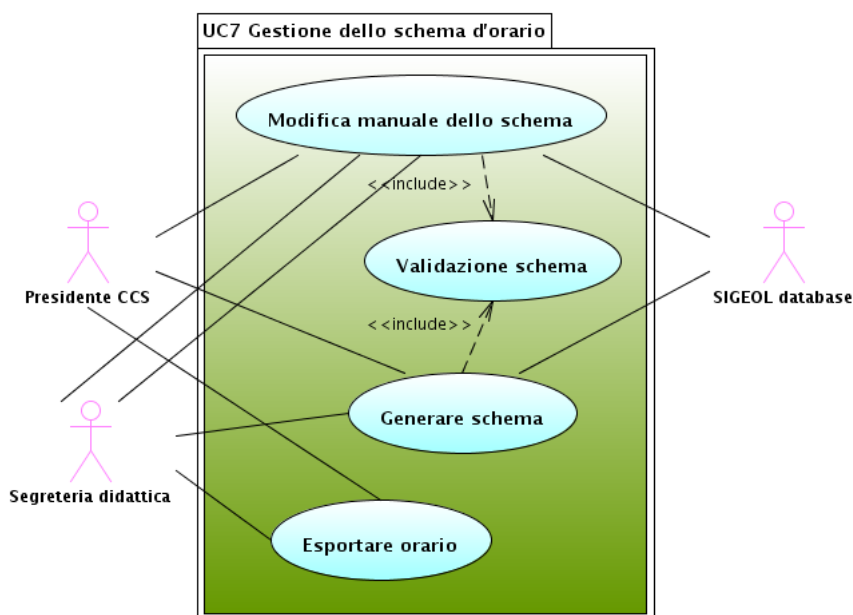 UC7 Gestione dello schema d'orario
Modifica manuale dello schema
<<include>>
Validazione schema
Presidente CCS
SIGEOL database
<<include>>
Generare schema
Segreteria didattica
Esportare orario